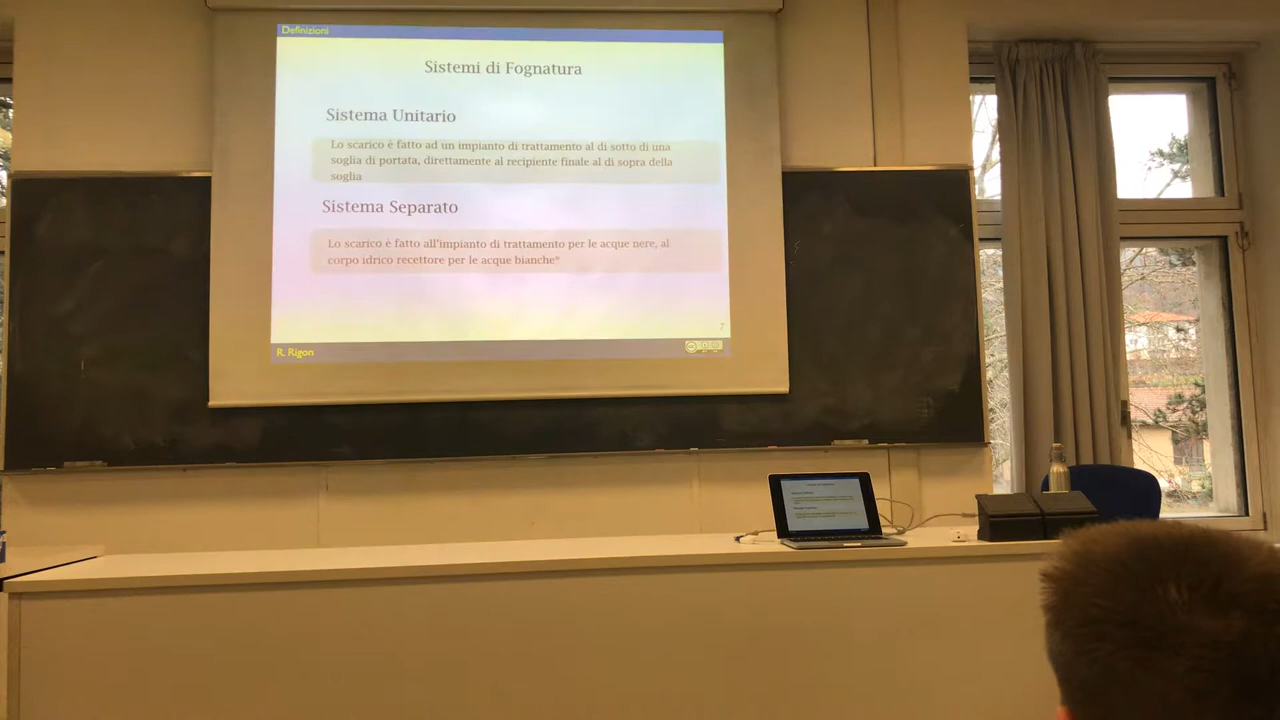 Definizioni
Sistemi di Fognatura
Sistema Unitario
Lo scarico è fatto ad un impianto di trattamento al di sotto di una
soglia di portata, direttamente al recipiente finale al di sopra della
soglia
Sistema Separato
Lo scarico è fatto all'impianto di trattamento per le acque nere, al
corpo idrico recettore per le acque bianche*
7
R. Rigon